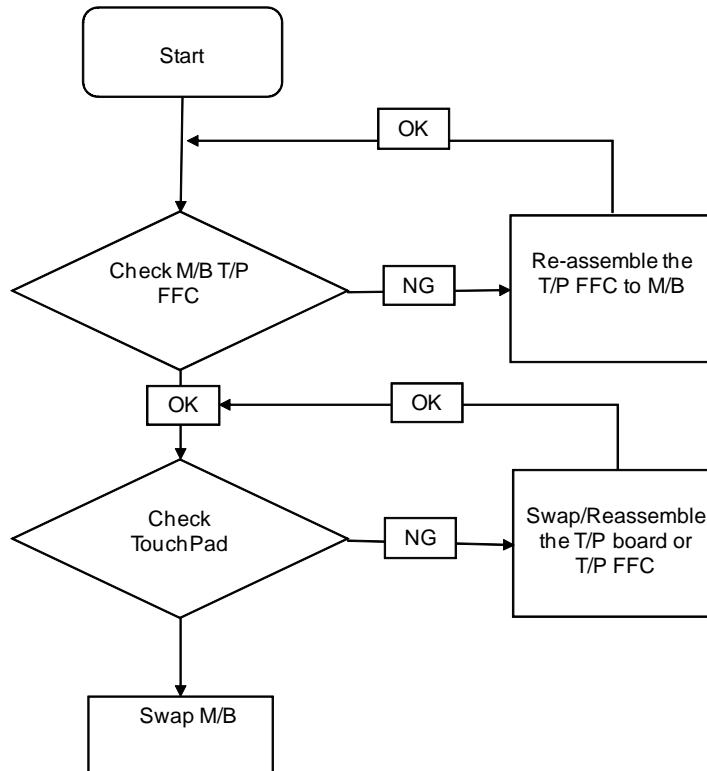 Start
OK
Check M/B T/P
FFC
NG
Re-assemble the
T/P FFC to M/B
OK
OK
Check
TouchPad
NG
Swap/Reassemble
the T/P board or
T/P FFC
Swap M/B